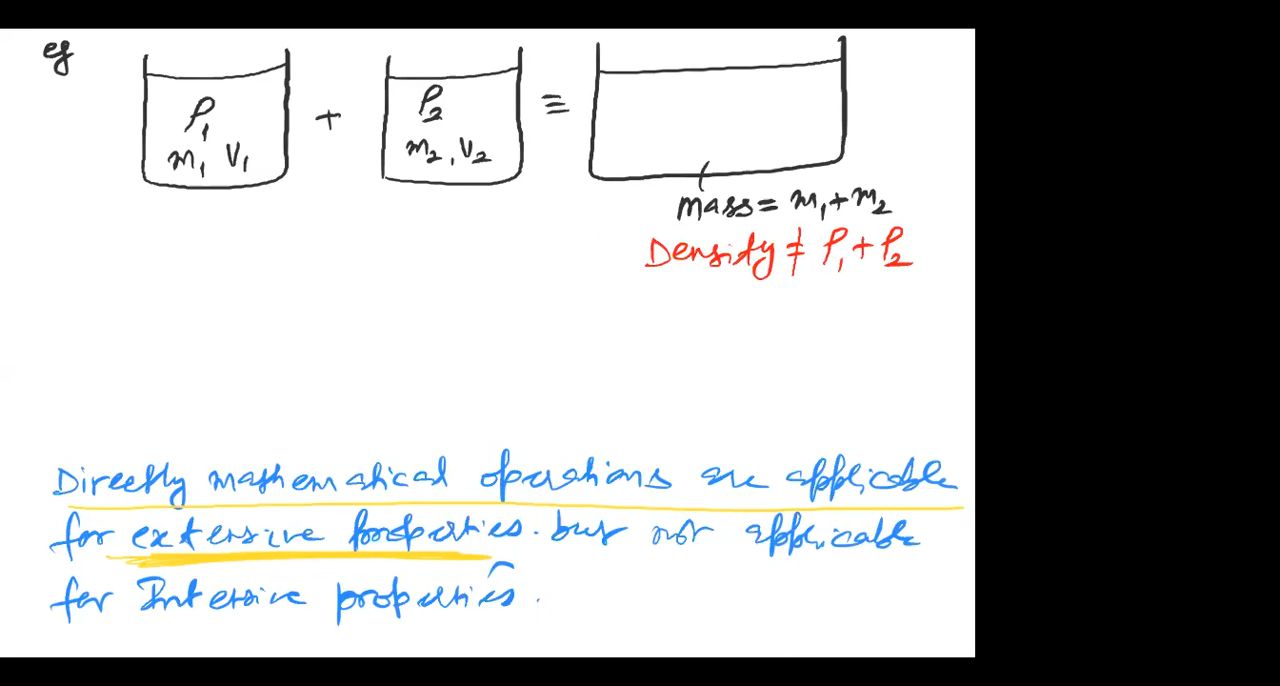 eg
ρ₁
m₁ V₁
+
ρ₂
m₂, V₂
≡
mass = m₁ + m₂
Density ≠ ρ₁ + ρ₂
Directly mathematical operations are applicable
for extensive properties. but not applicable
for Intensive properties.